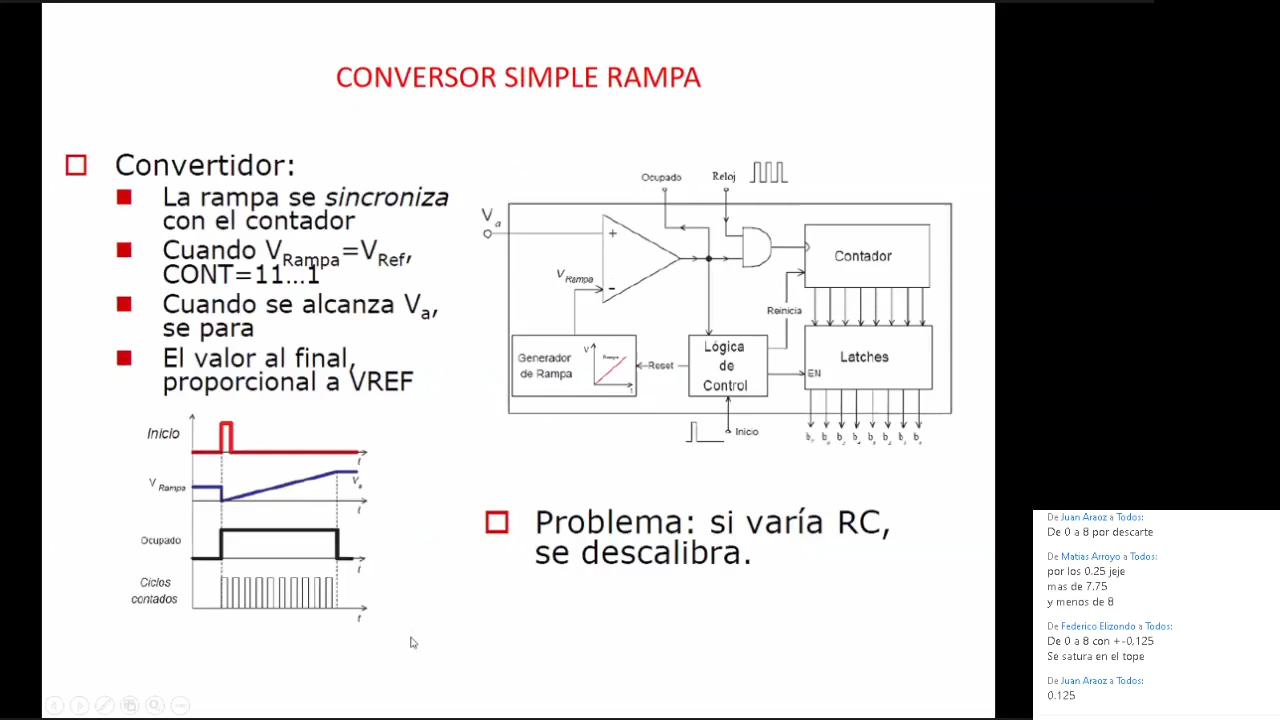 CONVERSOR SIMPLE RAMPA
Convertidor:
La rampa se sincroniza
con el contador
Cuando VRampa=VRef,
CONT=11...1
Cuando se alcanza Va,
se para
El valor al final,
proporcional a VREF
Inicio
V Rampa
Va
t
t
Ocupado
t
Ciclos
contados
t
Ocupado
Reloj
Va
+
VRampa
-
Contador
Reinicia
Generador
de Rampa
V
Rampa
t
Reset
Lógica
de
Control
Latches
EN
Inicio
Problema: si varía RC,
se descalibra.
De Juan Araoz a Todos:
De 0 a 8 por descarte
De Matias Arroyo a Todos:
por los 0.25 jeje
mas de 7.75
y menos de 8
De Federico Elizondo a Todos:
De 0 a 8 con +-0,125
Se satura en el tope
De Juan Araoz a Todos:
0.125